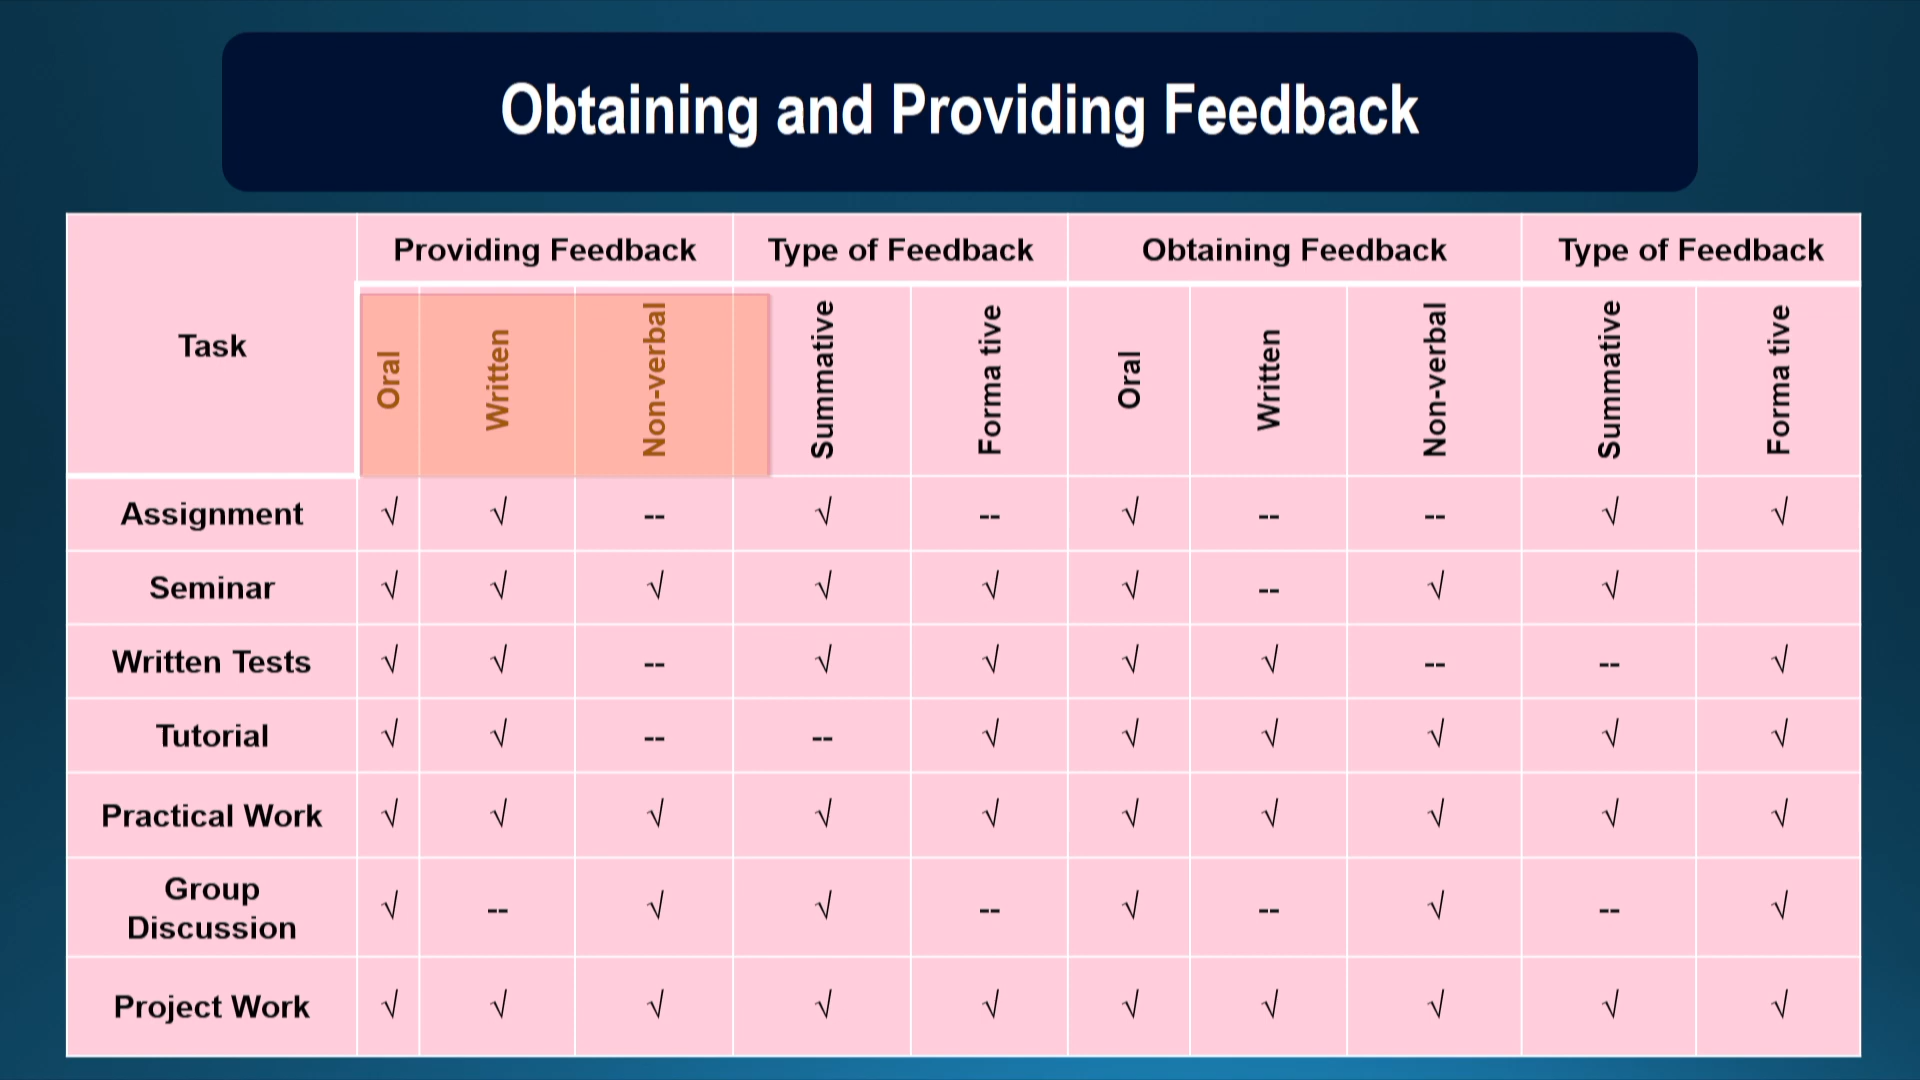 Obtaining and Providing Feedback
Task Providing Feedback Type of Feedback Obtaining Feedback Type of Feedback
Oral Written Non-verbal Summative Forma tive Oral Written Non-verbal Summative Forma tive
Assignment √ √ -- √ -- √ -- -- √ √
Seminar √ √ √ √ √ √ -- √ √
Written Tests √ √ -- √ √ √ √ -- -- √
Tutorial √ √ -- -- √ √ √ √ √ √
Practical Work √ √ √ √ √ √ √ √ √ √
Group
Discussion √ -- √ √ -- √ -- √ -- √
Project Work √ √ √ √ √ √ √ √ √ √